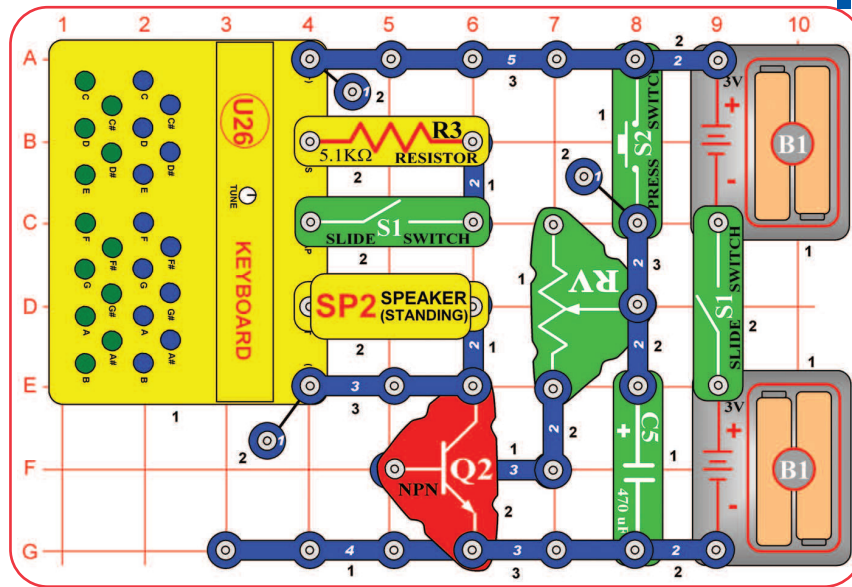 1 2 3 4 5 6 7 8 9 10
A
B
C
D
E
F
G
C C# D D# E F F# G G# A A# B
C C# D D# E F F# G G# A A# B
U26
TUNE
KEYBOARD
1
)
S
P
(
1 2
5
3
2
2
R3
5.1KΩ RESISTOR
2
2 1
S1
SLIDE SWITCH
2
SP2 SPEAKER
(STANDING)
2
2 1
3
3
1
2
1
S2
PRESS SWITCH
2
1
2 3
RV
1
2 2
3V
+
-
B1
1
S1
SLIDE SWITCH
2
3V
+
-
B1
1
Q2
NPN
2
3
1
2 2
C5
+
470 uF
1
4
1
3
3
2
2